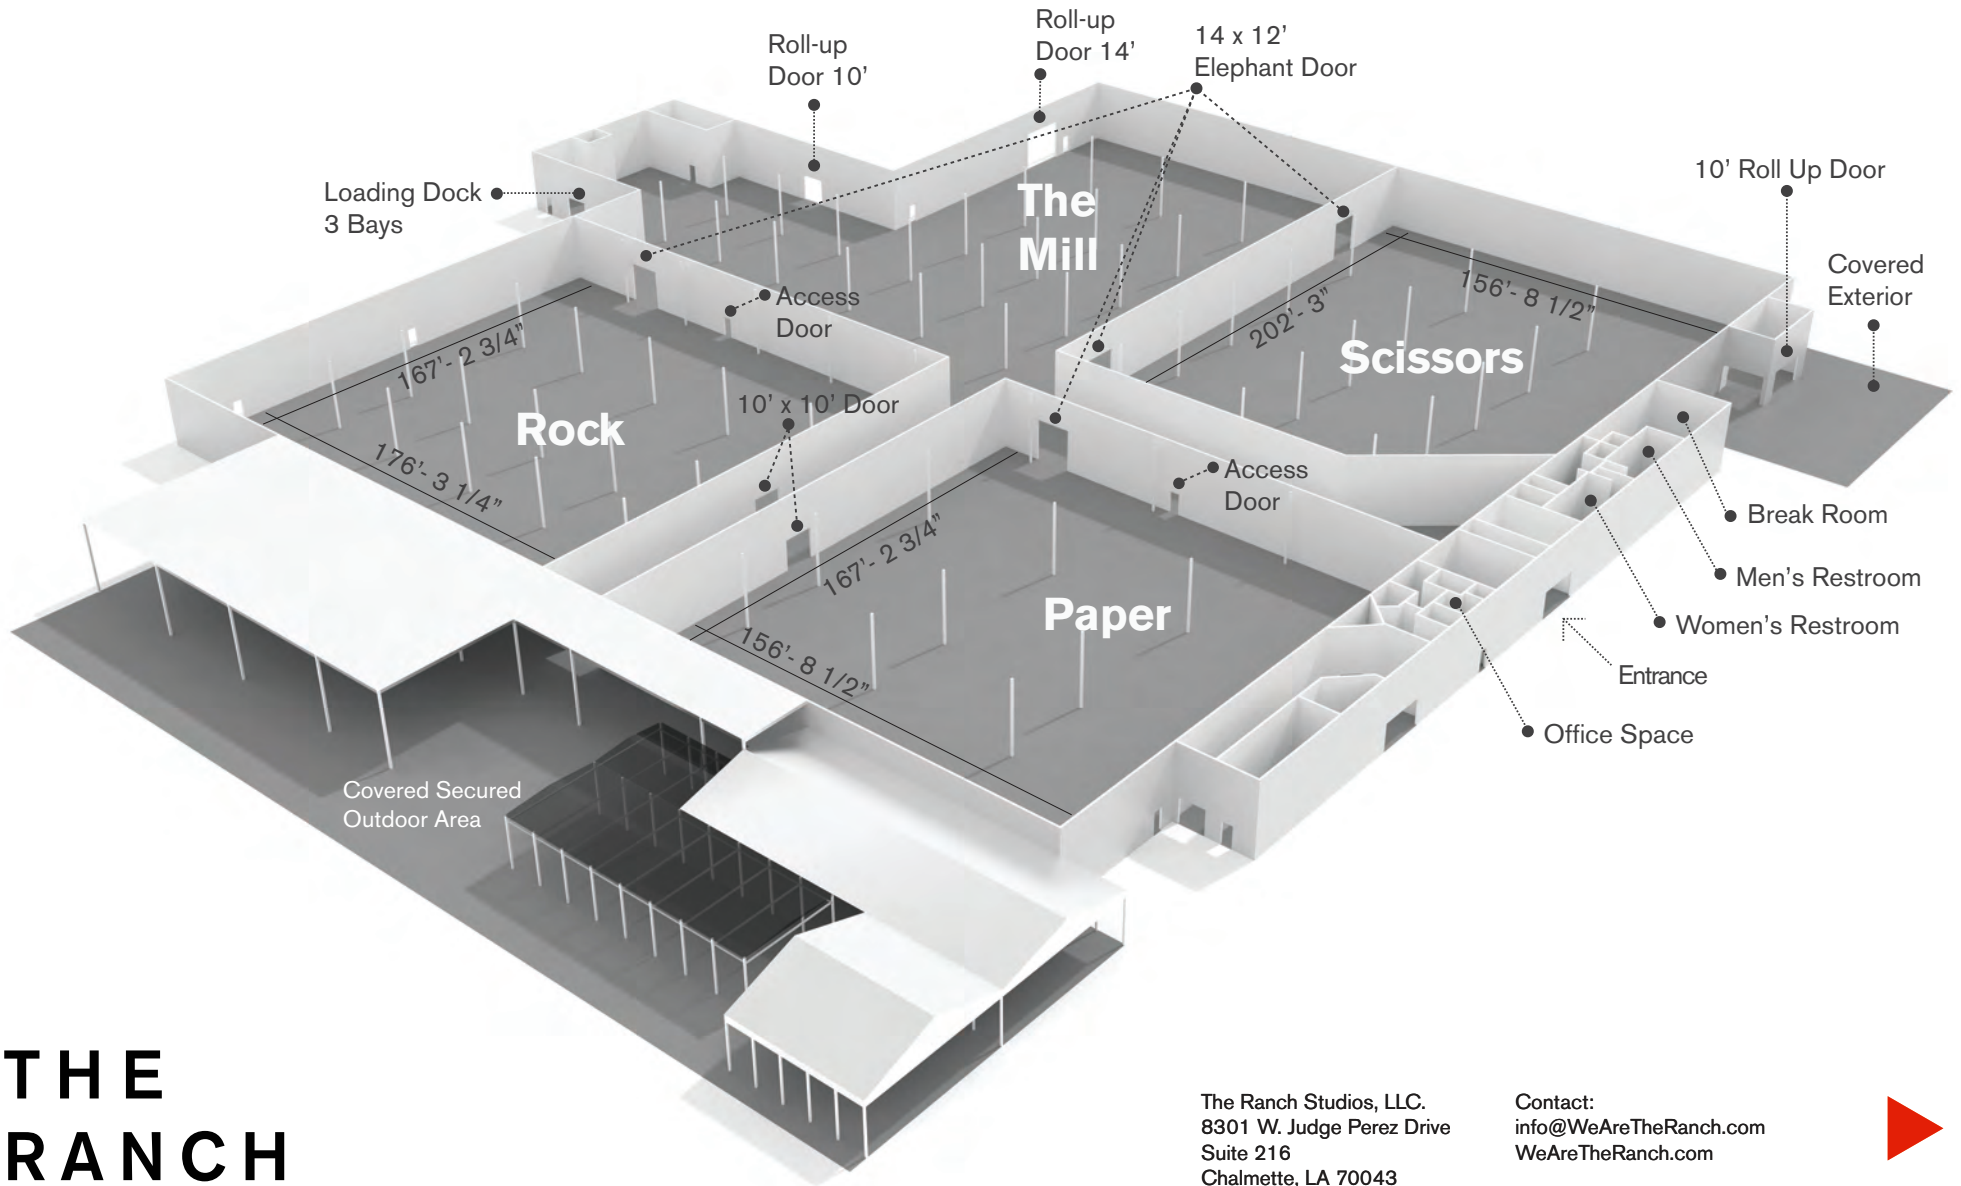 Roll-up
Door 10’
Roll-up
Door 14’
14 x 12’
Elephant Door
10’ Roll Up Door
Loading Dock
3 Bays
The
Mill
Covered
Exterior
Access
Door
156’- 8 1/2”
202’- 3”
Scissors
167’- 2 3/4”
10’ x 10’ Door
Rock
176’- 3 1/4”
Access
Door
Break Room
167’- 2 3/4”
Men’s Restroom
Paper
Women’s Restroom
156’- 8 1/2”
Entrance
Office Space
Covered Secured
Outdoor Area
THE
RANCH
The Ranch Studios, LLC.
8301 W. Judge Perez Drive
Suite 216
Chalmette, LA 70043
Contact:
info@WeAreTheRanch.com
WeAreTheRanch.com